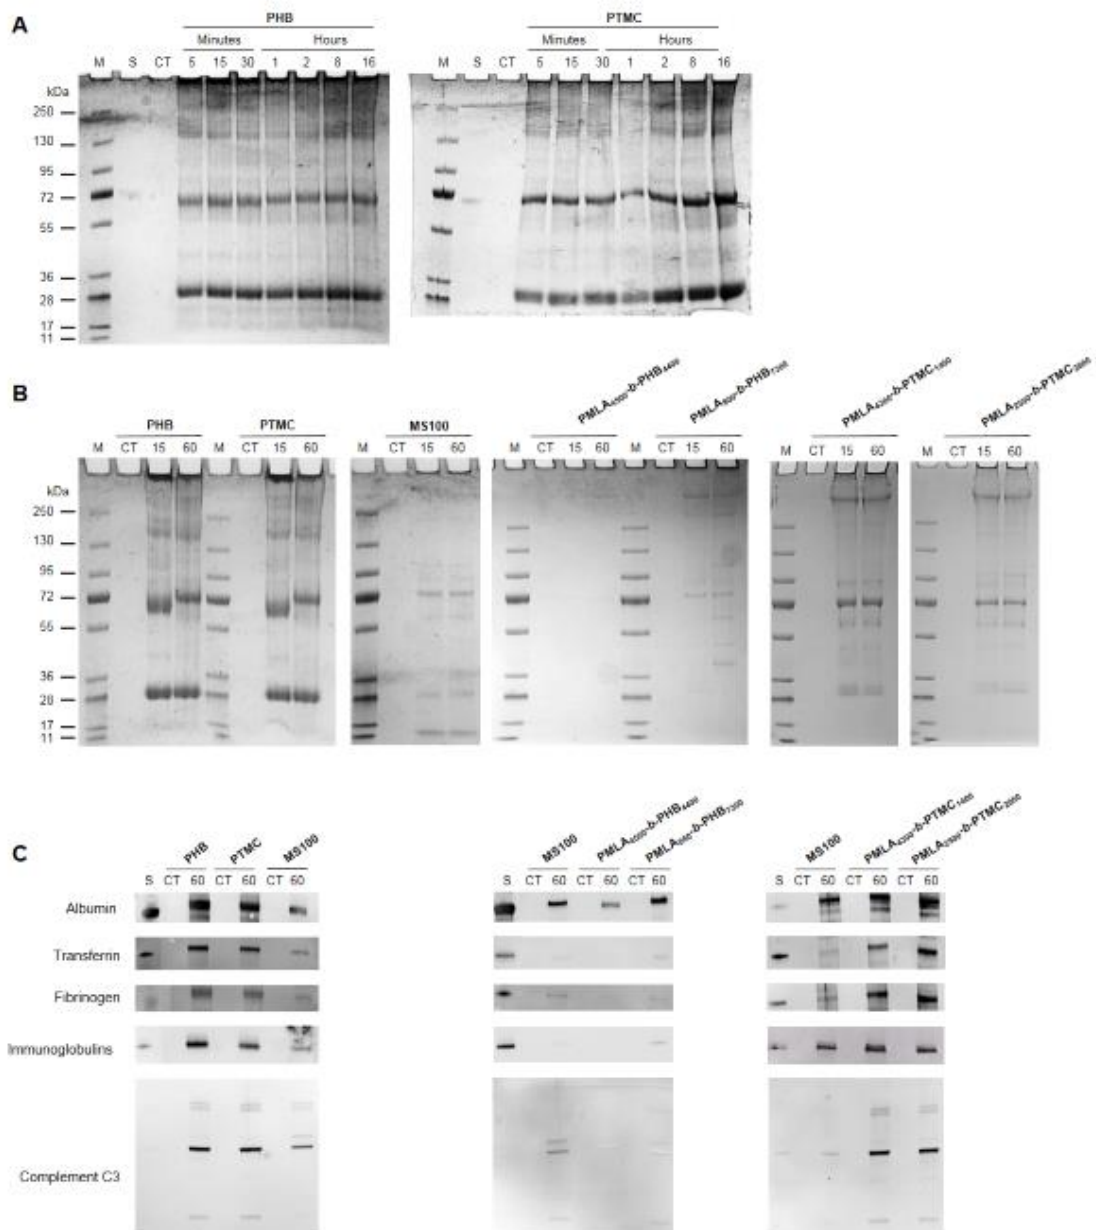 A
PHB
PTMC
Minutes Hours
Minutes Hours
M S CT 5 15 30 1 2 8 16
M S CT 5 15 30 1 2 8 16
kDa
250
130
95
72
55
36
28
17
11
B
PHB PTMC MS100
M CT 15 60 M CT 15 60 M CT 15 60 M CT 15 60 M CT 15 60 M CT 15 60 M CT 15 60
kDa
250
130
95
72
55
36
28
17
11
C
PHB PTMC MS100
MS100
MS100
S CT 60 CT 60 CT 60
S CT 60 CT 60 CT 60
S CT 60 CT 60 CT 60
Albumin
Transferrin
Fibrinogen
Immunoglobulins
Complement C3